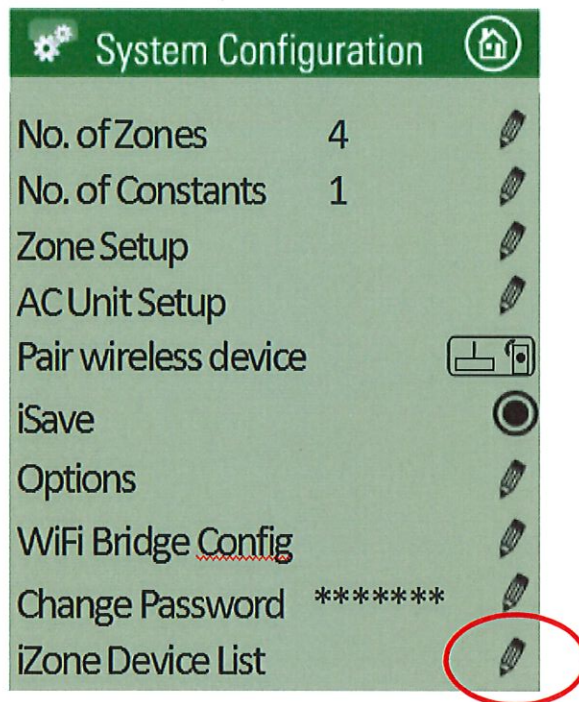 System Configuration
No. of Zones 4
No. of Constants 1
Zone Setup
AC Unit Setup
Pair wireless device
iSave
Options
WiFi Bridge Config
Change Password *******
iZone Device List